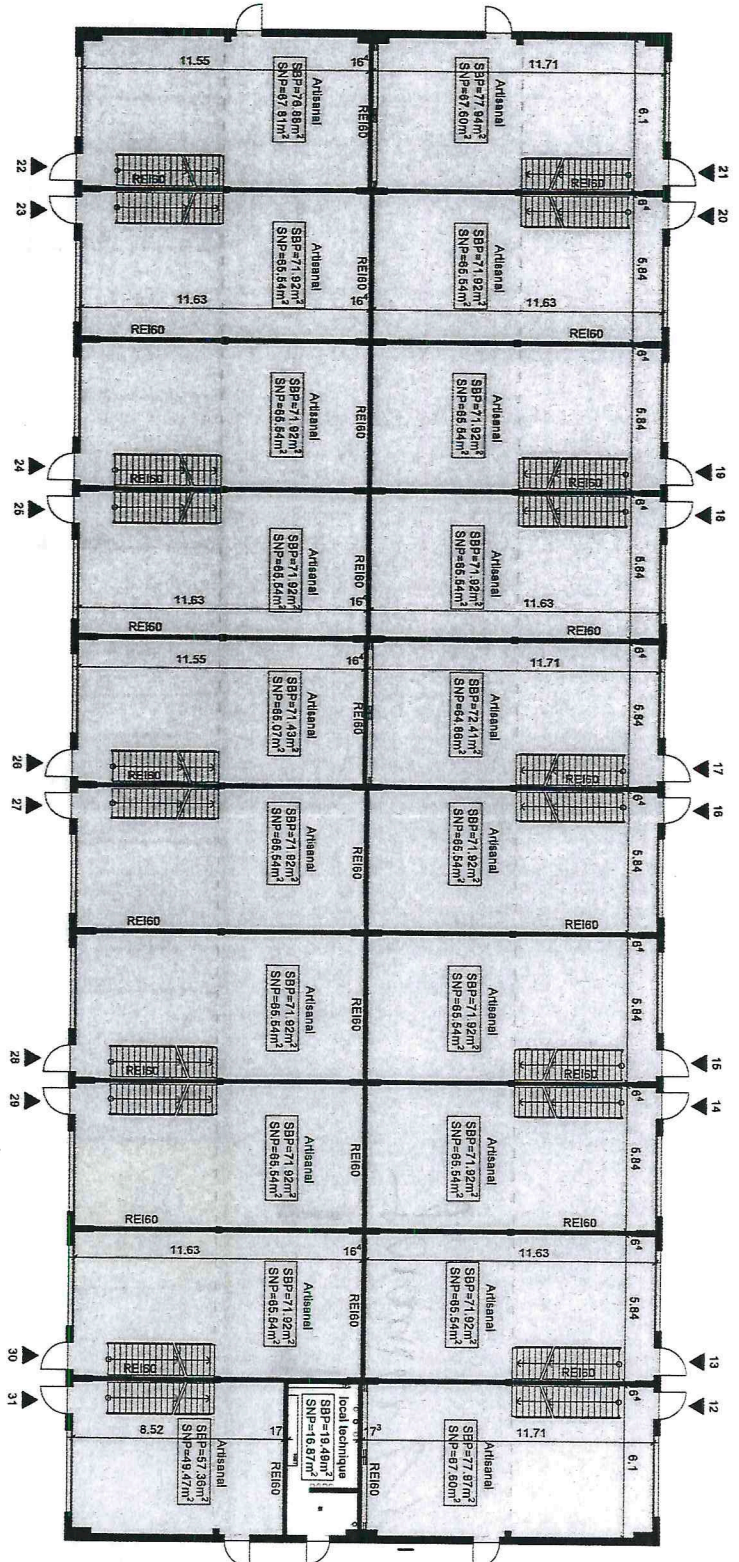 11.55
16⁴
Artisanal
SBP=76.88m²
SNP=67.81m²
REI60
REI60
22
11.71
6.1
Artisanal
SBP=77.94m²
SNP=67.60m²
REI60
21
23
Artisanal
SBP=71.92m²
SNP=65.54m²
REI60
11.63
16⁴
REI60
20
6⁴
5.84
Artisanal
SBP=71.92m²
SNP=65.54m²
11.63
REI60
Artisanal
SBP=71.92m²
SNP=65.54m²
REI60
REI60
24
6⁴
5.84
Artisanal
SBP=71.92m²
SNP=65.54m²
REI60
19
25
Artisanal
SBP=71.92m²
SNP=65.54m²
REI60
11.63
16⁴
REI60
18
6⁴
5.84
Artisanal
SBP=71.92m²
SNP=65.54m²
11.63
REI60
11.55
16⁴
Artisanal
SBP=71.43m²
SNP=65.07m²
REI60
REI60
26
11.71
6⁴
5.84
Artisanal
SBP=72.41m²
SNP=64.86m²
REI60
17
27
Artisanal
SBP=71.92m²
SNP=65.54m²
REI60
REI60
16
6⁴
5.84
Artisanal
SBP=71.92m²
SNP=65.54m²
REI60
Artisanal
SBP=71.92m²
SNP=65.54m²
REI60
28
6⁴
5.84
Artisanal
SBP=71.92m²
SNP=65.54m²
REI60
15
29
Artisanal
SBP=71.92m²
SNP=65.54m²
REI60
REI60
14
6⁴
5.84
Artisanal
SBP=71.92m²
SNP=65.54m²
REI60
11.63
16⁴
Artisanal
SBP=71.92m²
SNP=65.54m²
REI60
REI60
30
11.63
6⁴
5.84
Artisanal
SBP=71.92m²
SNP=65.54m²
REI60
13
31
8.52
17
Artisanal
SBP=57.36m²
SNP=49.47m²
REI60
local technique
SBP=19.49m²
SNP=16.87m²
17³
REI60
12
6⁴
11.71
6.1
Artisanal
SBP=77.97m²
SNP=67.60m²